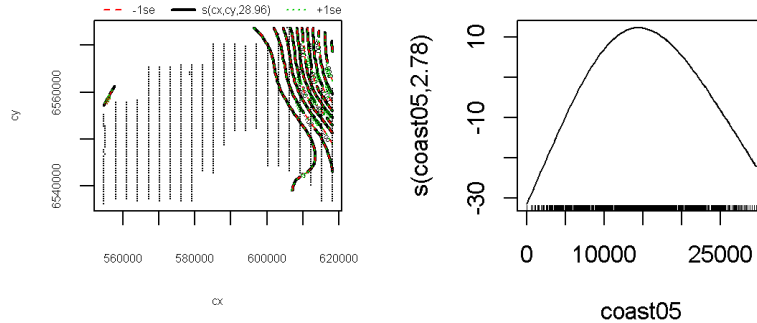 -1se s(cx,cy,28.96) +1se
cy
6560000
6540000
560000 580000 600000 620000
cx
s(coast05,2.78)
10
-10
-30
0 10000 25000
coast05